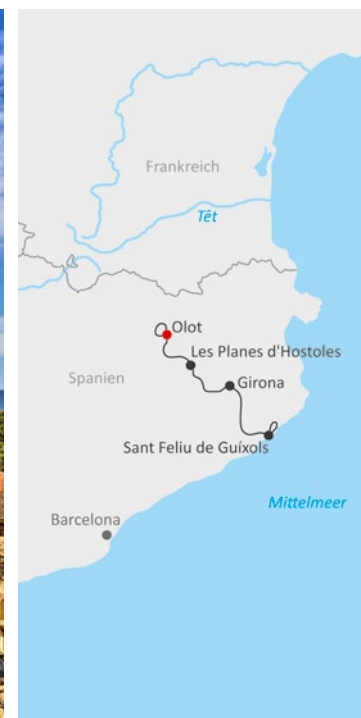 Frankreich
Têt
Olot
Les Planes d'Hostoles
Spanien
Girona
Sant Feliu de Guíxols
Mittelmeer
Barcelona